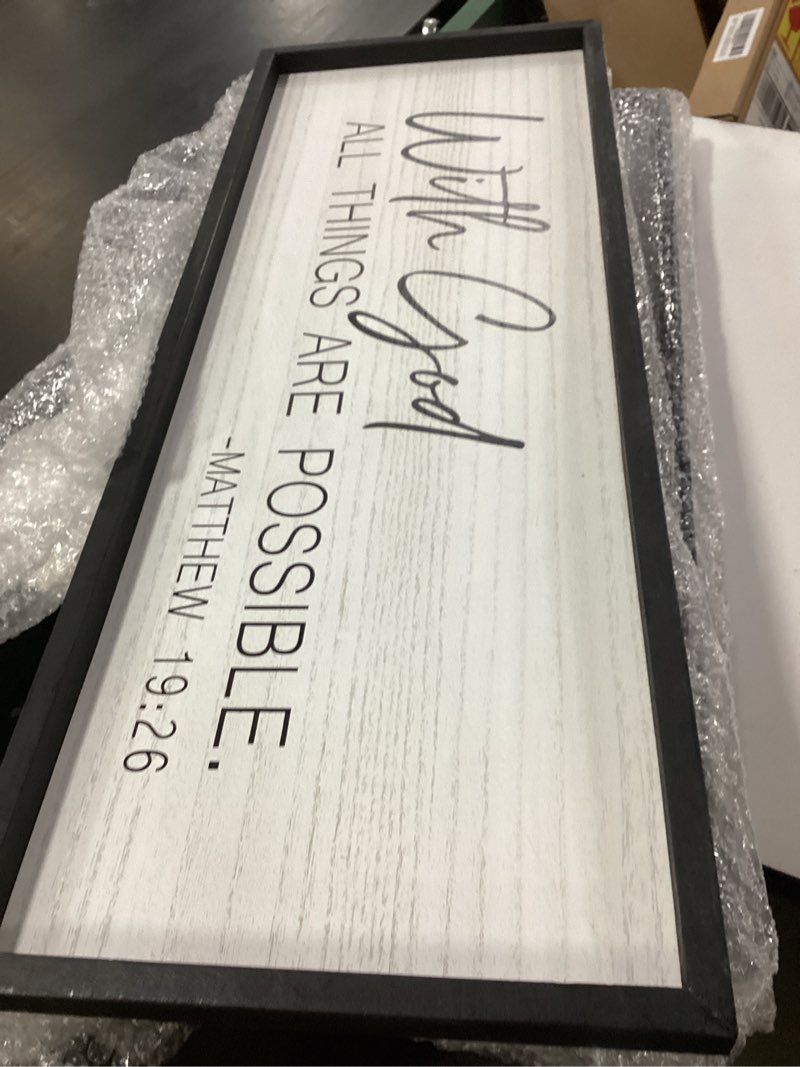 With God
ALL THINGS ARE POSSIBLE.
-MATTHEW 19:26